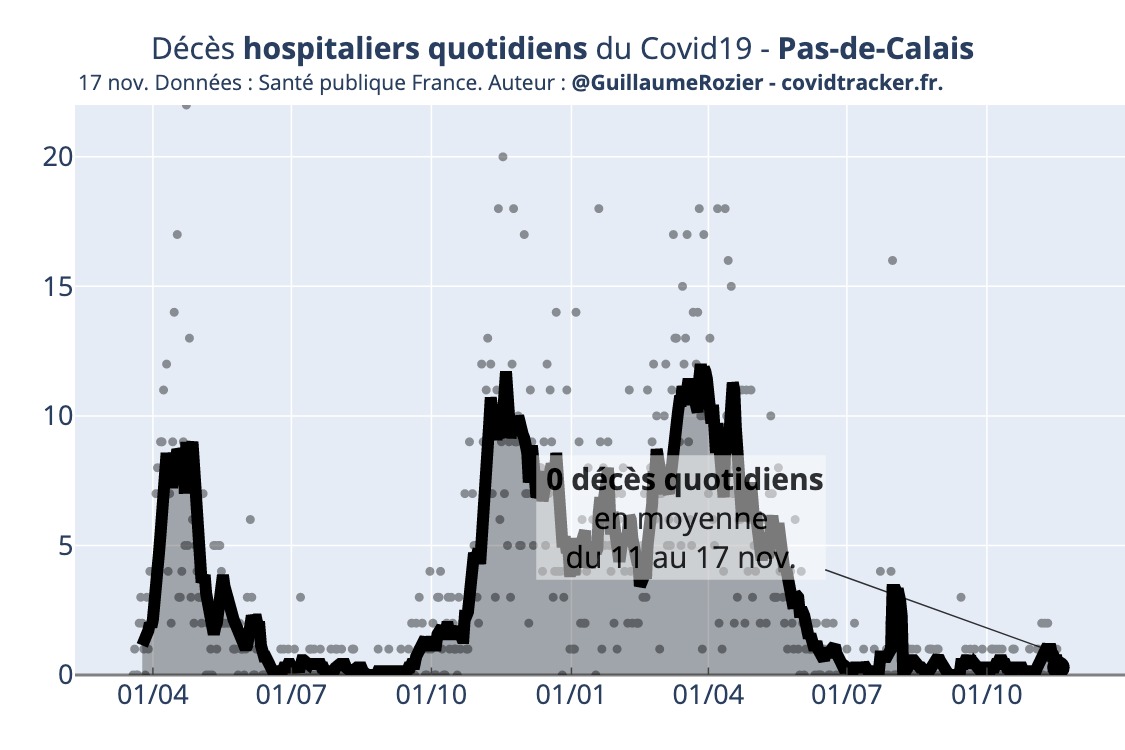 Décès hospitaliers quotidiens du Covid19 - Pas-de-Calais
17 nov. Données : Santé publique France. Auteur : @GuillaumeRozier - covidtracker.fr.
20
15
10
5
0
0 décès quotidiens
en moyenne
du 11 au 17 nov.
01/04 01/07 01/10 01/01 01/04 01/07 01/10